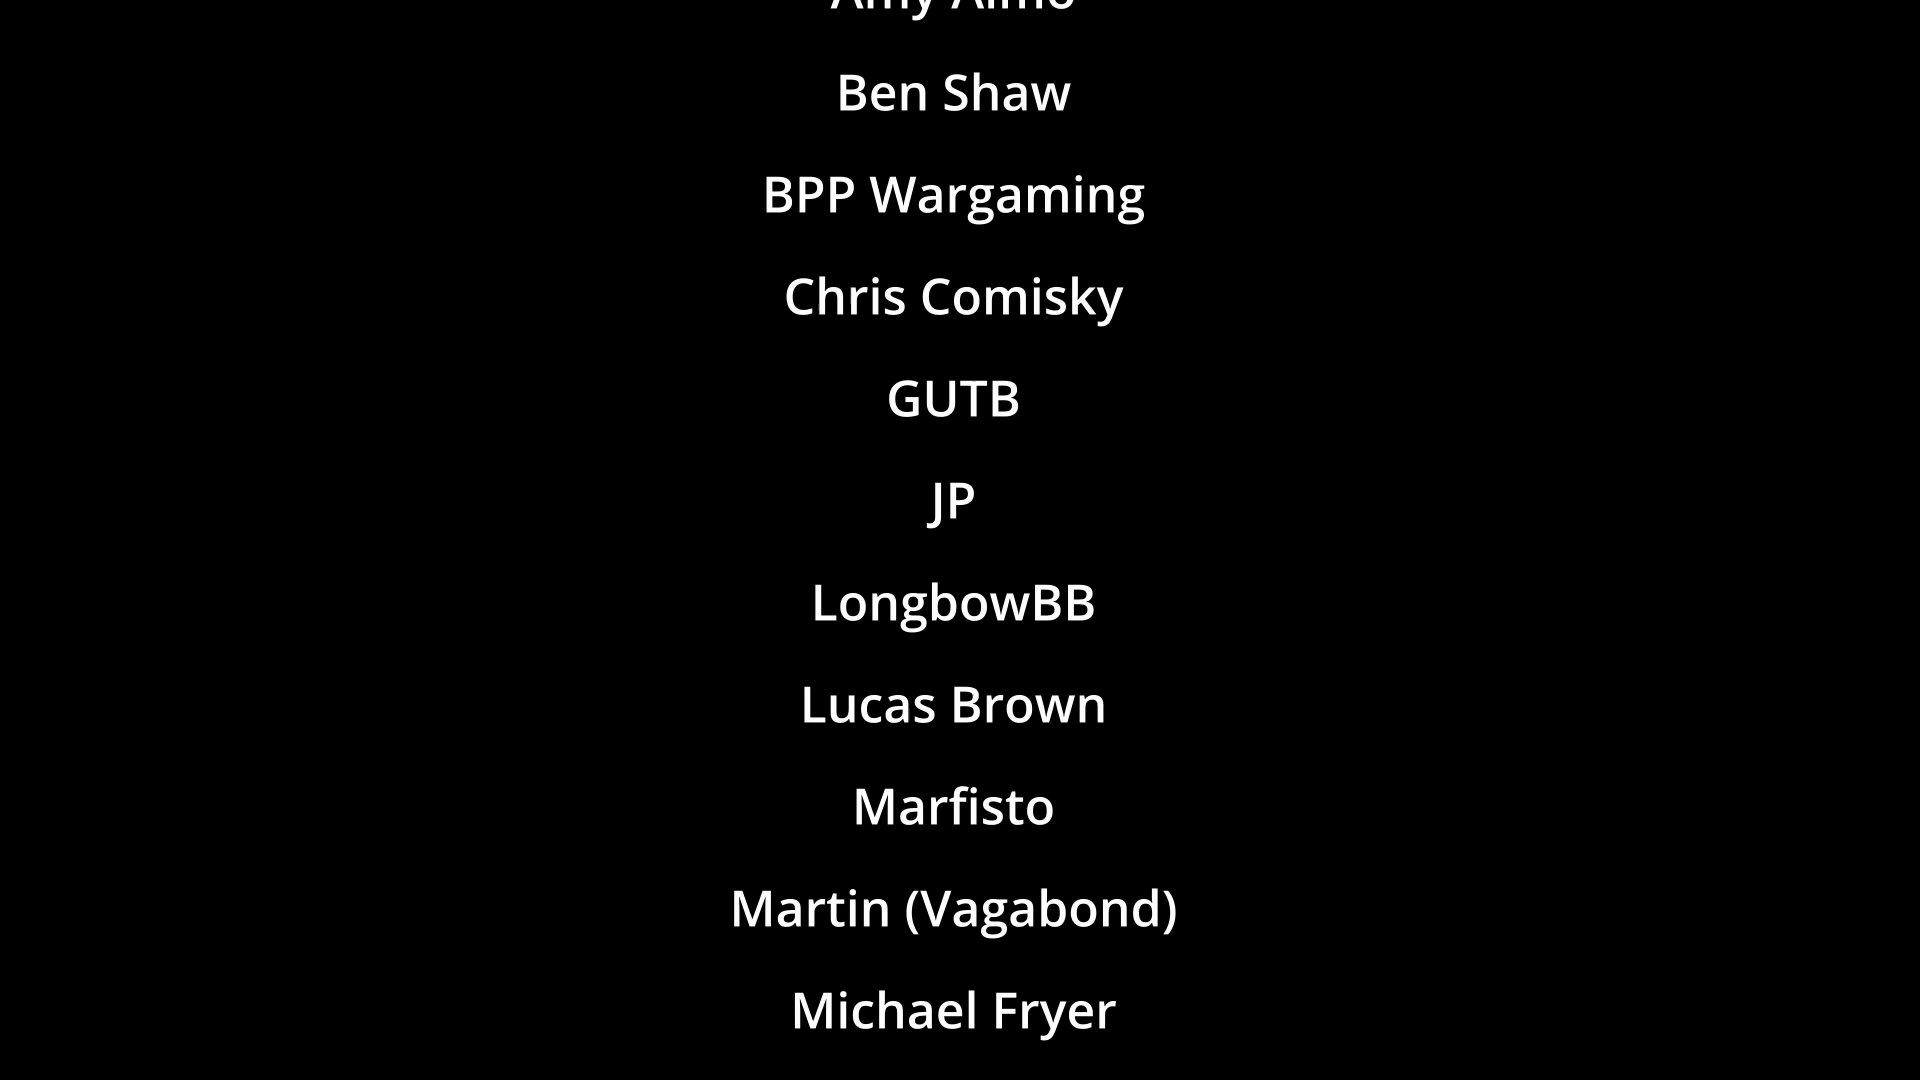 Ben Shaw
BPP Wargaming
Chris Comisky
GUTB
JP
LongbowBB
Lucas Brown
Marfisto
Martin (Vagabond)
Michael Fryer